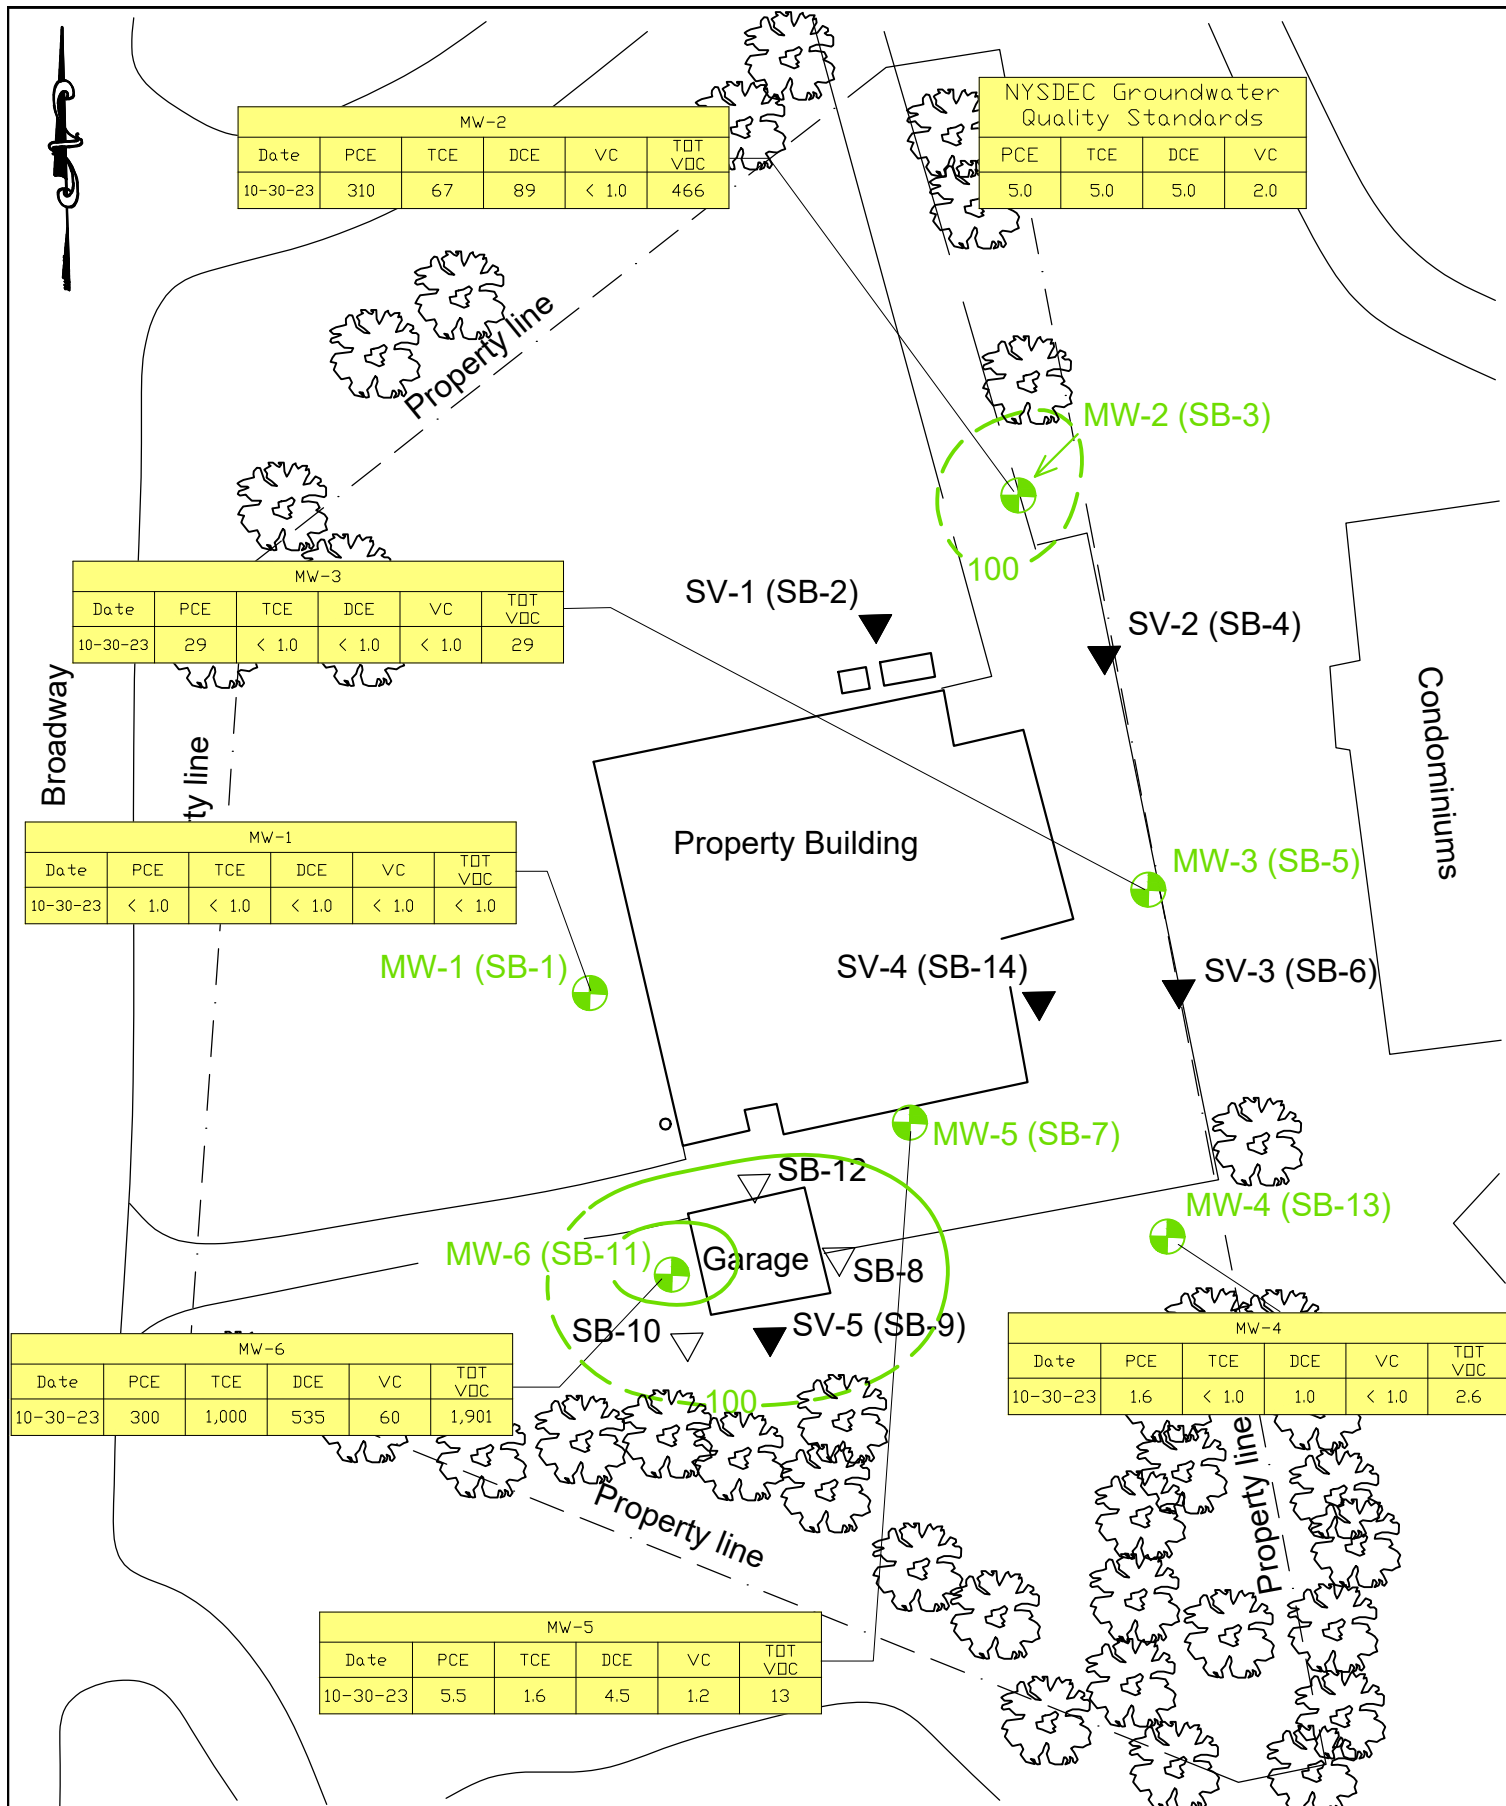 MW-2
Date PCE TCE DCE VC TOT VOC
10-30-23 310 67 89 < 1.0 466
NYSDEC Groundwater
Quality Standards
PCE TCE DCE VC
5.0 5.0 5.0 2.0
Property line
MW-2 (SB-3)
100
MW-3
Date PCE TCE DCE VC TOT VOC
10-30-23 29 < 1.0 < 1.0 < 1.0 29
SV-1 (SB-2)
SV-2 (SB-4)
Broadway
ty line
Condominiums
Property Building
MW-1
Date PCE TCE DCE VC TOT VOC
10-30-23 < 1.0 < 1.0 < 1.0 < 1.0 < 1.0
MW-3 (SB-5)
MW-1 (SB-1)
SV-4 (SB-14)
SV-3 (SB-6)
MW-5 (SB-7)
SB-12
MW-4 (SB-13)
MW-6 (SB-11)
Garage
SB-8
SB-10
SV-5 (SB-9)
MW-6
Date PCE TCE DCE VC TOT VOC
10-30-23 300 1,000 535 60 1,901
MW-4
Date PCE TCE DCE VC TOT VOC
10-30-23 1.6 < 1.0 1.0 < 1.0 2.6
100
Property line
Property line
MW-5
Date PCE TCE DCE VC TOT VOC
10-30-23 5.5 1.6 4.5 1.2 13